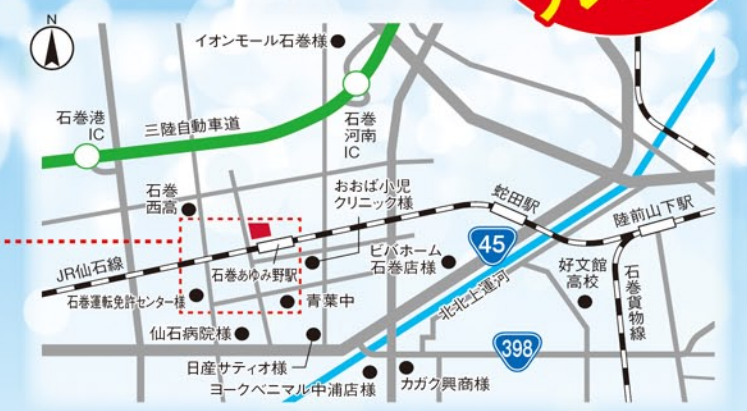 N
イオンモール石巻様
石巻港
IC
三陸自動車道
石巻
河南
IC
石巻
西高
おおば小児
クリニック様
蛇田駅
陸前山下駅
45
JR仙石線
石巻あゆみ野駅
ビバホーム
石巻店様
好文館
高校
石巻貨物線
石巻運転免許センター様
青葉中
北北上運河
仙石病院様
398
日産サティオ様
ヨークベニマル中浦店様
カガク興商様